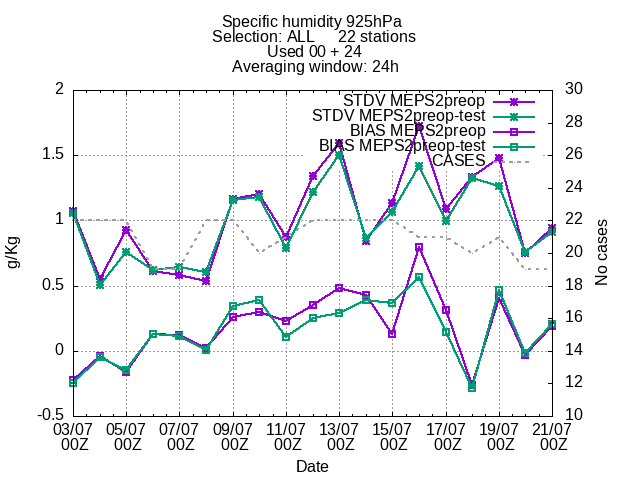 Specific humidity 925hPa
Selection: ALL 22 stations
Used 00 + 24
Averaging window: 24h
2
1.5
1
0.5
0
-0.5
g/Kg
30
28
26
24
22
20
18
16
14
12
10
No cases
STDV MEPS2preop
STDV MEPS2preop-test
BIAS MEPS2preop
BIAS MEPS2preop-test
CASES
03/07 05/07 07/07 09/07 11/07 13/07 15/07 17/07 19/07 21/07
00Z 00Z 00Z 00Z 00Z 00Z 00Z 00Z 00Z 00Z
Date